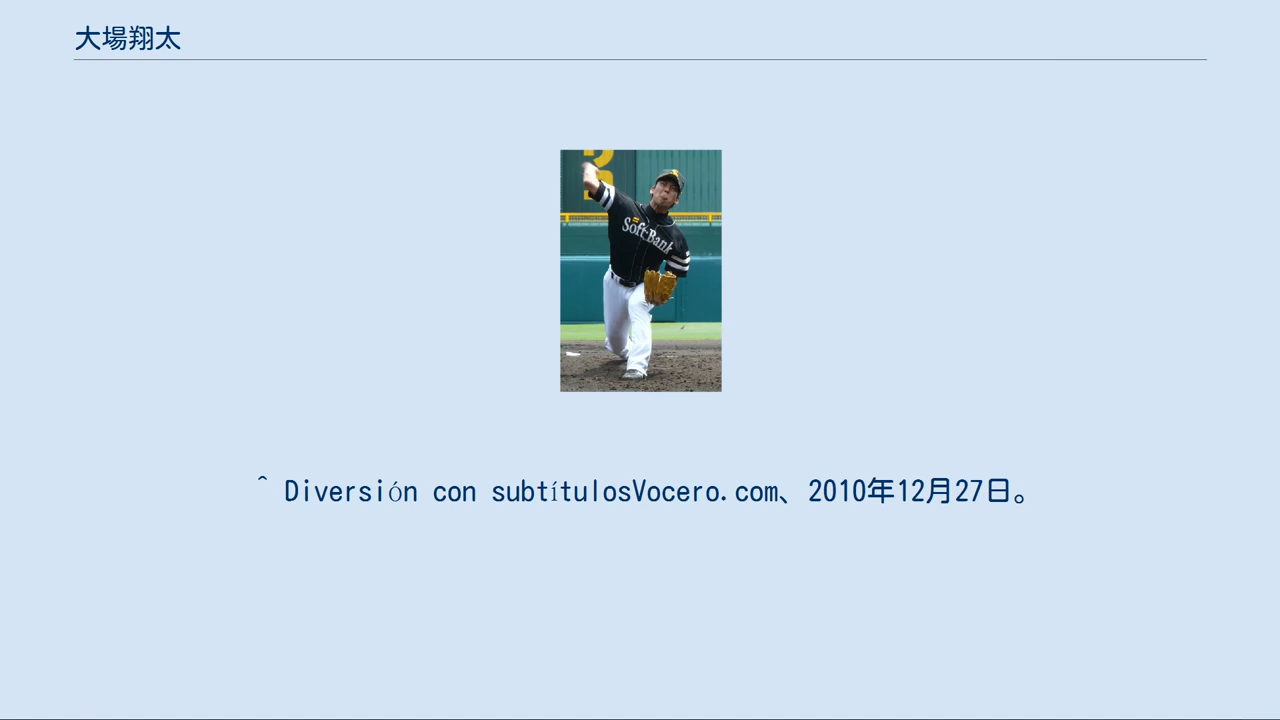 大場翔太
SoftBank
^ Diversión con subtítulosVocero.com、2010年12月27日。